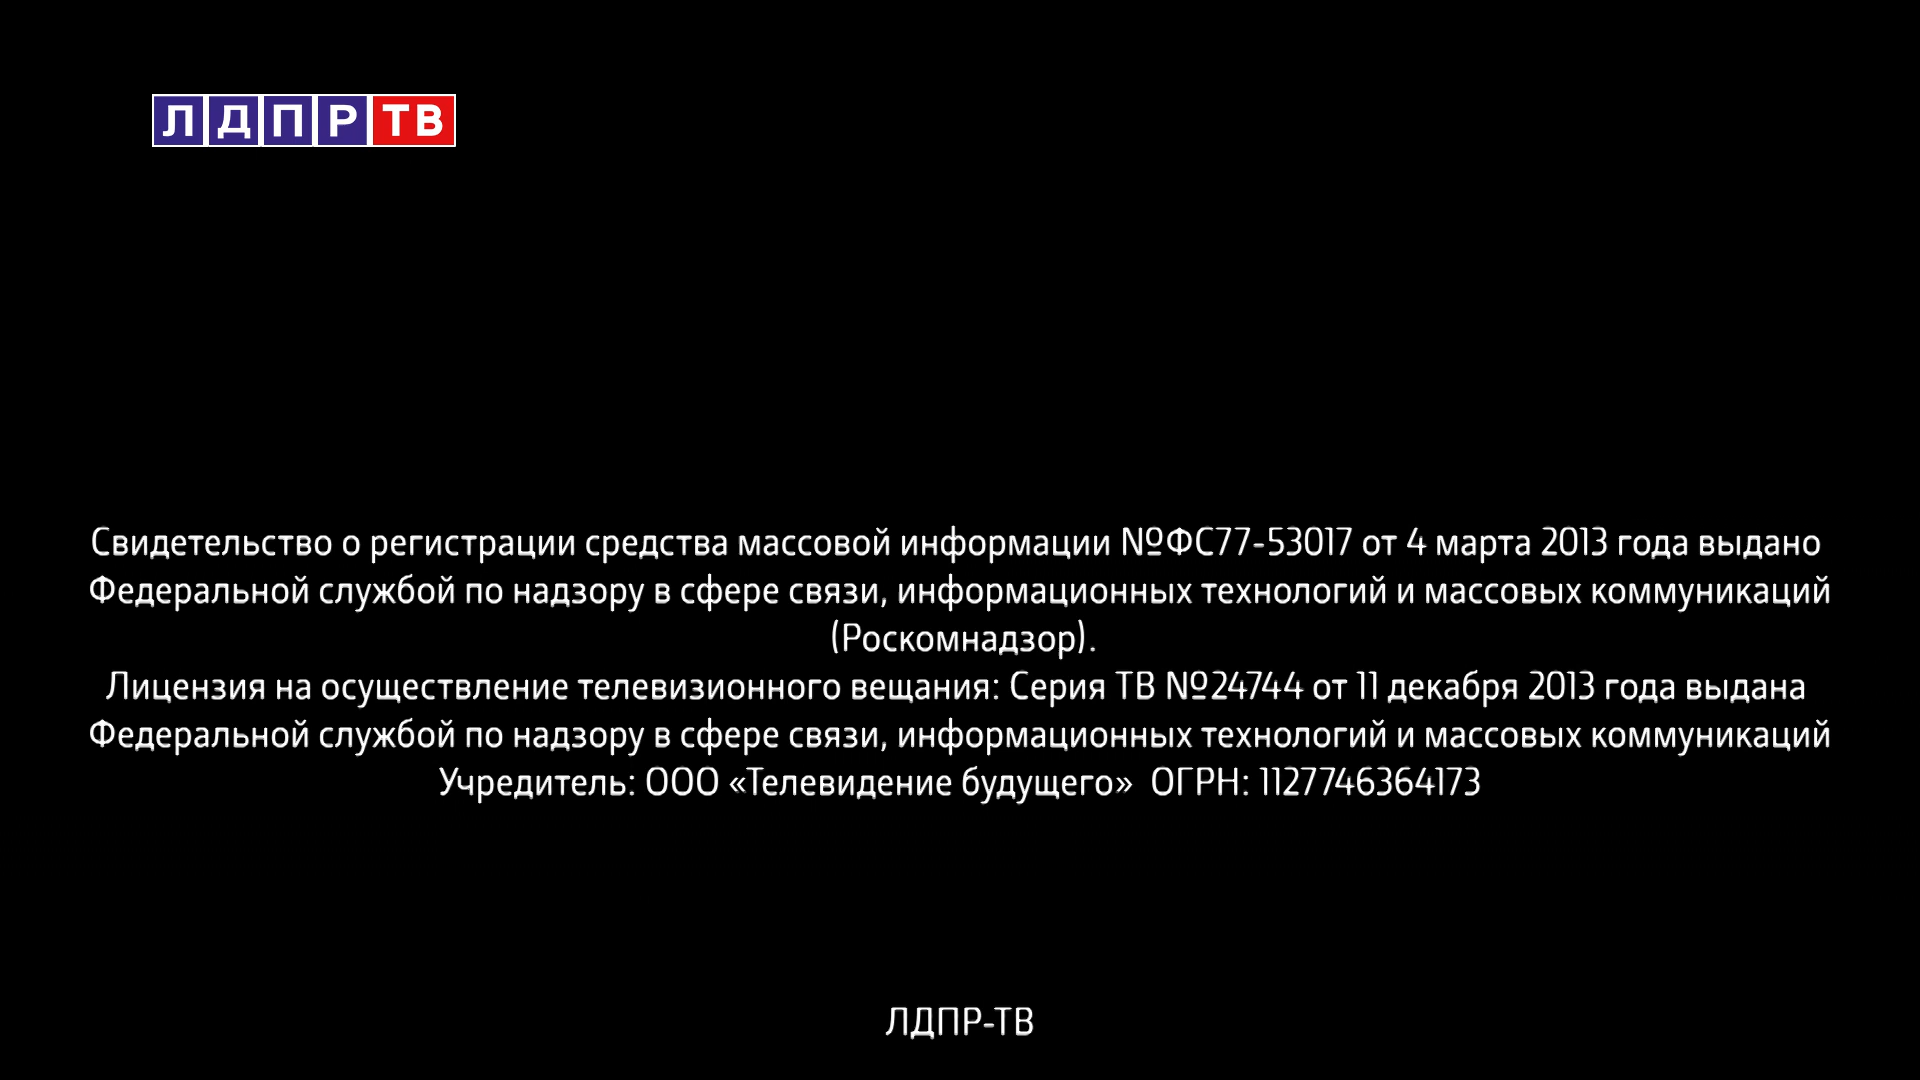 ЛДПР ТВ
Свидетельство о регистрации средства массовой информации №ФС77-53017 от 4 марта 2013 года выдано
Федеральной службой по надзору в сфере связи, информационных технологий и массовых коммуникаций
(Роскомнадзор).
Лицензия на осуществление телевизионного вещания: Серия ТВ №24744 от 11 декабря 2013 года выдана
Федеральной службой по надзору в сфере связи, информационных технологий и массовых коммуникаций
Учредитель: ООО «Телевидение будущего» ОГРН: 1127746364173
ЛДПР-ТВ